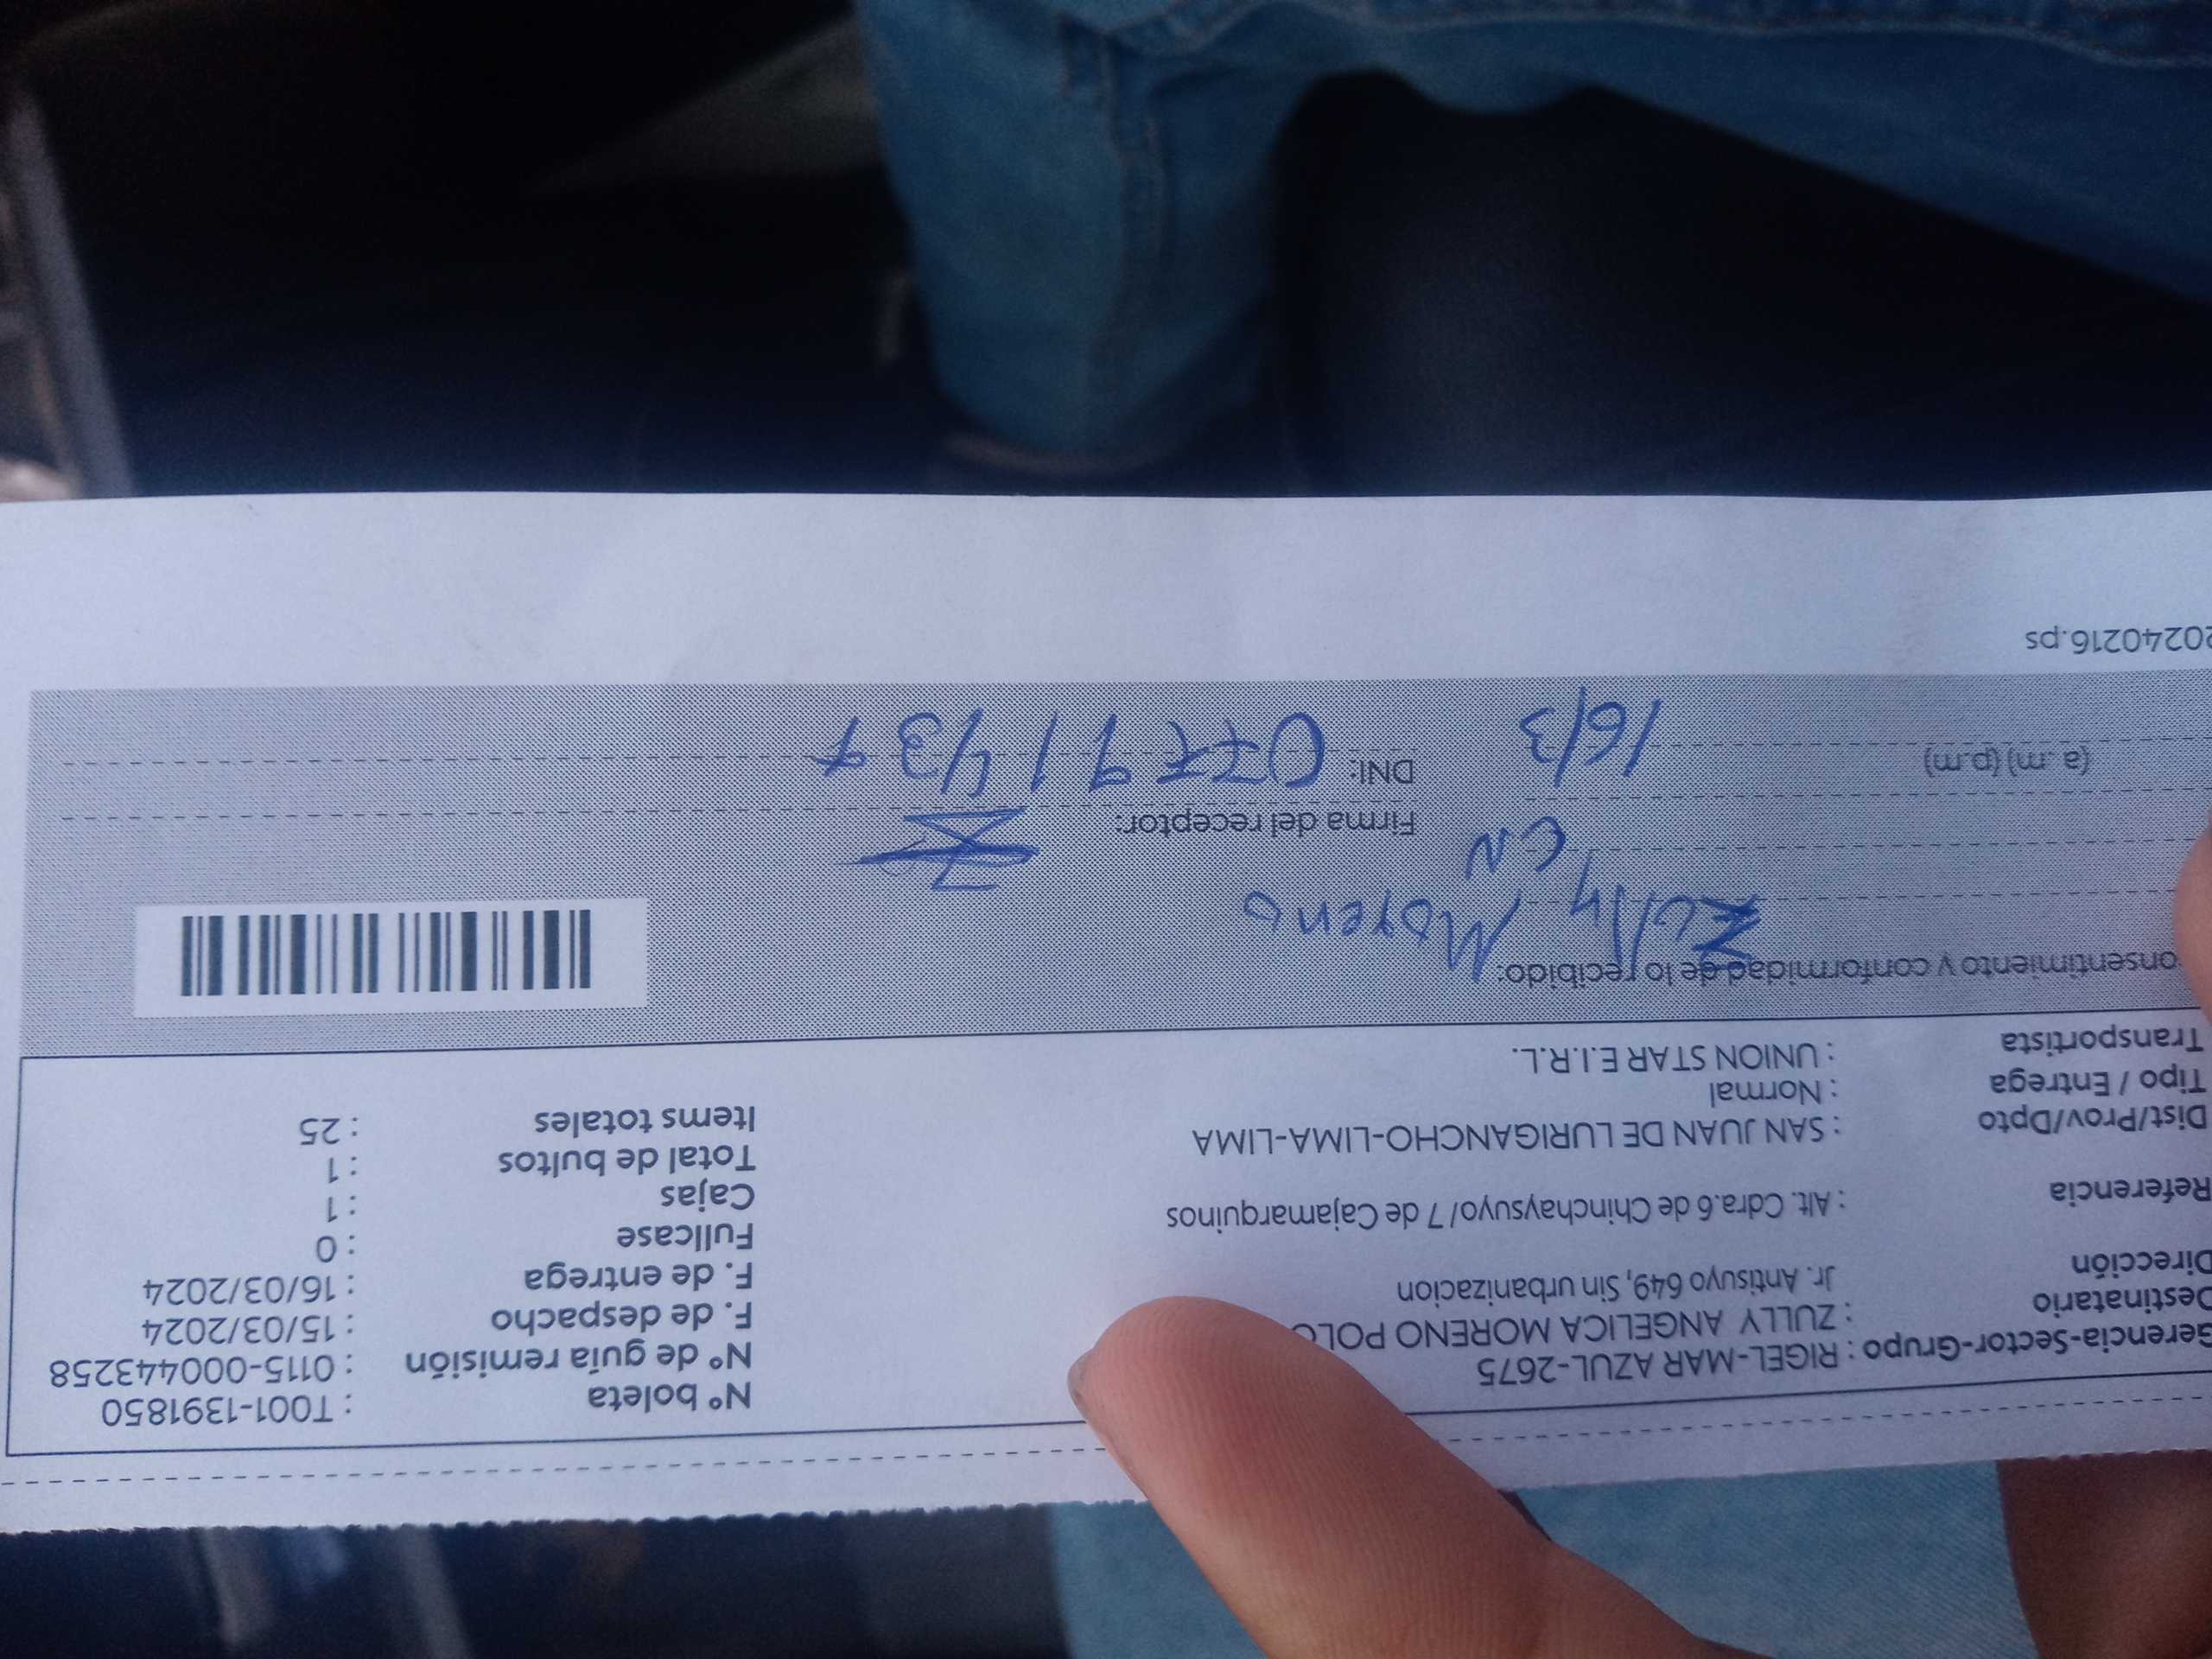 Gerencia-Sector-Grupo : RIGEL-MAR AZUL-2675
Destinatario : ZULLY ANGELICA MORENO POLO
Dirección Jr. Antisuyo 649, Sin urbanizacion
Referencia : Alt. Cdra.6 de Chinchaysuyo/7 de Cajamarquinos
Dist/Prov/Dpto : SAN JUAN DE LURIGANCHO-LIMA-LIMA
Tipo / Entrega : Normal
Transportista : UNION STAR E.I.R.L.
N° boleta : T001-1391850
N° de guía remisión : 0115-000443258
F. de despacho : 15/03/2024
F. de entrega : 16/03/2024
Fullcase : 0
Cajas : 1
Total de bultos : 1
Items totales : 25
onsentimiento y conformidad de lo recibido:
Zully Moreno
CN
Firma del receptor:
(a .m) (p.m) 16/3
DNI:
20240216.ps